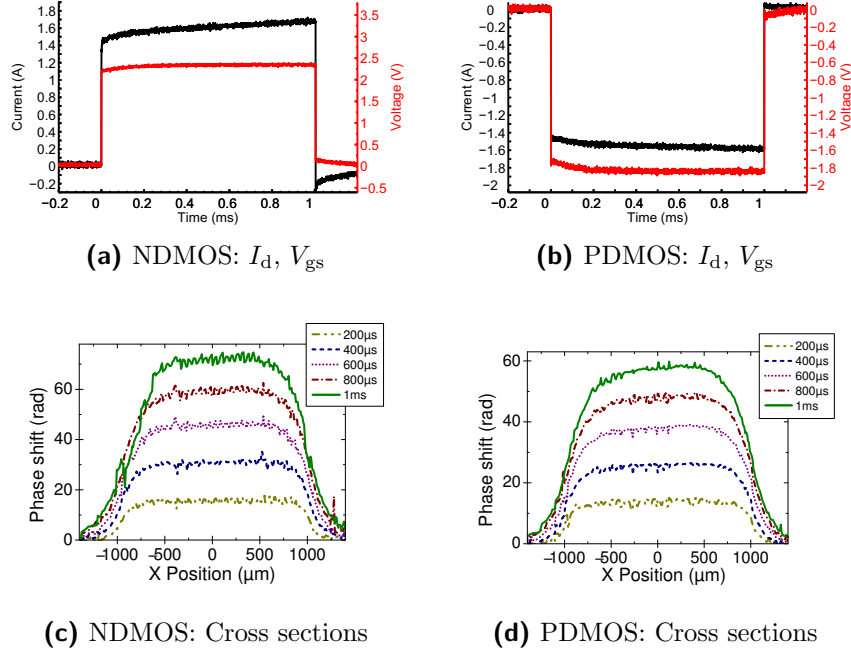 1.8
1.6
1.4
1.2
1
0.8
0.6
0.4
0.2
0.0
−0.2
Current (A)
3.5
3
2.5
2
1.5
1
0.5
0
−0.5
Voltage (V)
−0.2 0 0.2 0.4 0.6 0.8 1
Time (ms)
(a) NDMOS: Id, Vgs
0
−0.2
−0.4
−0.6
−0.8
−1
−1.2
−1.4
−1.6
−1.8
−2
Current (A)
0
−0.2
−0.4
−0.6
−0.8
−1
−1.2
−1.4
−1.6
−1.8
−2
Voltage (V)
−0.2 0 0.2 0.4 0.6 0.8 1
Time (ms)
(b) PDMOS: Id, Vgs
200µs
400µs
600µs
800µs
1ms
60
40
20
0
Phase shift (rad)
−1000 −500 0 500 1000
X Position (µm)
(c) NDMOS: Cross sections
200µs
400µs
600µs
800µs
1ms
60
40
20
0
Phase shift (rad)
−1000 −500 0 500 1000
X Position (µm)
(d) PDMOS: Cross sections